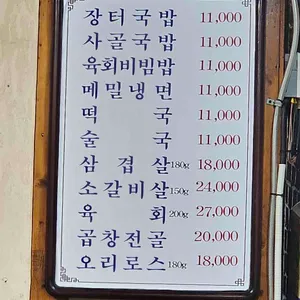 장터국밥 11,000
사골국밥 11,000
육회비빔밥 11,000
메밀냉면 11,000
떡국 11,000
술국 11,000
삼겹살 180g 18,000
소갈비살 150g 24,000
육회 200g 27,000
곱창전골 20,000
오리로스 180g 18,000